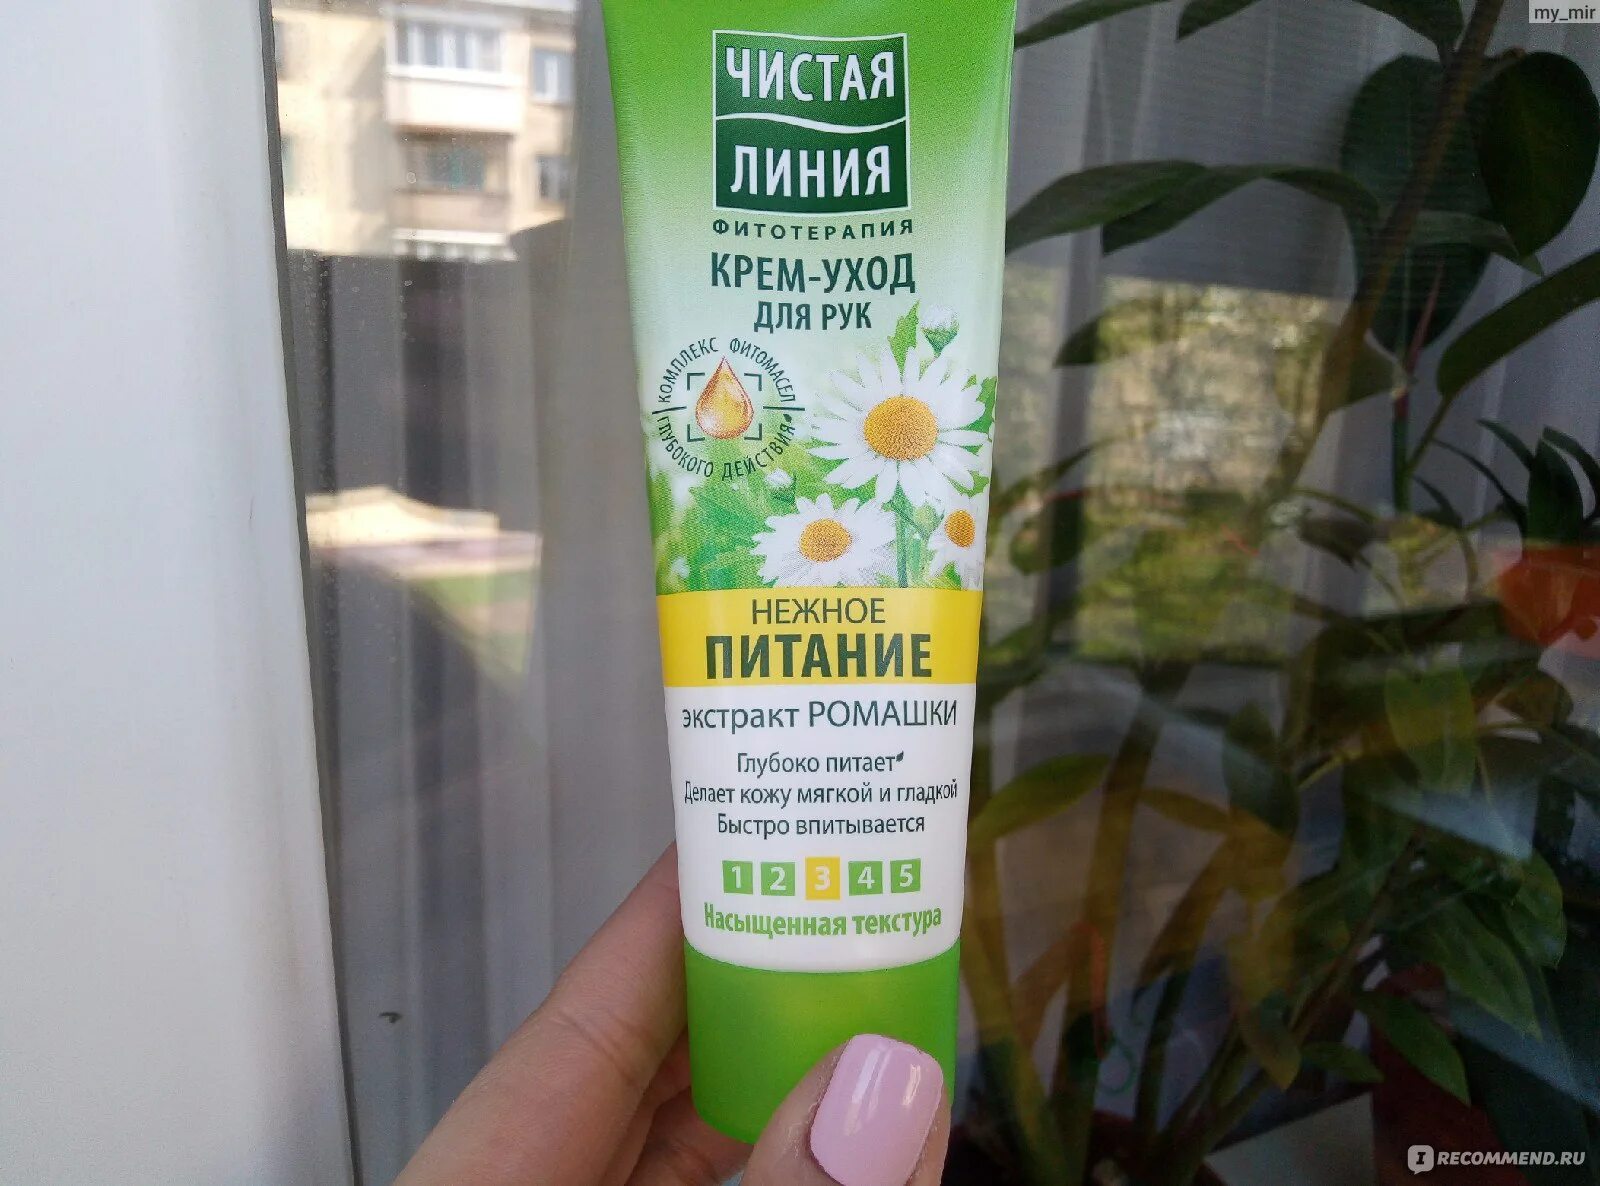 my_mir
ЧИСТАЯ
ЛИНИЯ
ФИТОТЕРАПИЯ
КРЕМ-УХОД
ДЛЯ РУК
КОМПЛЕКС ФИТОМАСЕЛ
ГЛУБОКОГО ДЕЙСТВИЯ
НЕЖНОЕ
ПИТАНИЕ
экстракт РОМАШКИ
Глубоко питает
Делает кожу мягкой и гладкой
Быстро впитывается
1 2 3 4 5
Насыщенная текстура
IRECOMMEND.RU